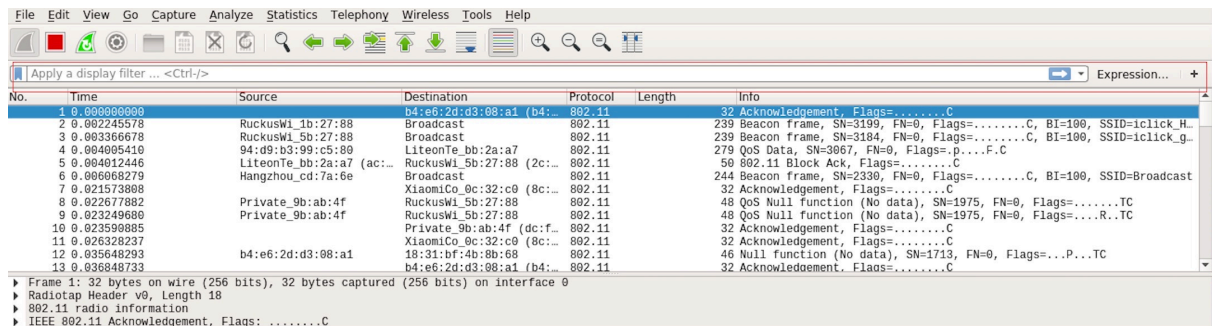 File Edit View Go Capture Analyze Statistics Telephony Wireless Tools Help
Apply a display filter ... <Ctrl-/> Expression... +
No. Time Source Destination Protocol Length Info
1 0.000000000 b4:e6:2d:d3:08:a1 (b4:… 802.11 32 Acknowledgement, Flags=........C
2 0.002245578 RuckusWi_1b:27:88 Broadcast 802.11 239 Beacon frame, SN=3199, FN=0, Flags=........C, BI=100, SSID=iclick_H…
3 0.003366678 RuckusWi_5b:27:88 Broadcast 802.11 239 Beacon frame, SN=3184, FN=0, Flags=........C, BI=100, SSID=iclick_g…
4 0.004005410 94:d9:b3:99:c5:80 LiteonTe_bb:2a:a7 802.11 279 QoS Data, SN=3067, FN=0, Flags=.p....F.C
5 0.004012446 LiteonTe_bb:2a:a7 (ac:… RuckusWi_5b:27:88 (2c:… 802.11 50 802.11 Block Ack, Flags=........C
6 0.006068279 Hangzhou_cd:7a:6e Broadcast 802.11 244 Beacon frame, SN=2330, FN=0, Flags=........C, BI=100, SSID=Broadcast
7 0.021573808 XiaomiCo_0c:32:c0 (8c:… 802.11 32 Acknowledgement, Flags=........C
8 0.022677882 Private_9b:ab:4f RuckusWi_5b:27:88 802.11 48 QoS Null function (No data), SN=1975, FN=0, Flags=.......TC
9 0.023249680 Private_9b:ab:4f RuckusWi_5b:27:88 802.11 48 QoS Null function (No data), SN=1975, FN=0, Flags=....R..TC
10 0.023590885 Private_9b:ab:4f (dc:f… 802.11 32 Acknowledgement, Flags=........C
11 0.026328237 XiaomiCo_0c:32:c0 (8c:… 802.11 32 Acknowledgement, Flags=........C
12 0.035648293 b4:e6:2d:d3:08:a1 18:31:bf:4b:8b:68 802.11 46 Null function (No data), SN=1713, FN=0, Flags=...P...TC
13 0.036848733 b4:e6:2d:d3:08:a1 (b4:… 802.11 32 Acknowledgement, Flags=........C
Frame 1: 32 bytes on wire (256 bits), 32 bytes captured (256 bits) on interface 0
Radiotap Header v0, Length 18
802.11 radio information
IEEE 802.11 Acknowledgement, Flags: ........C